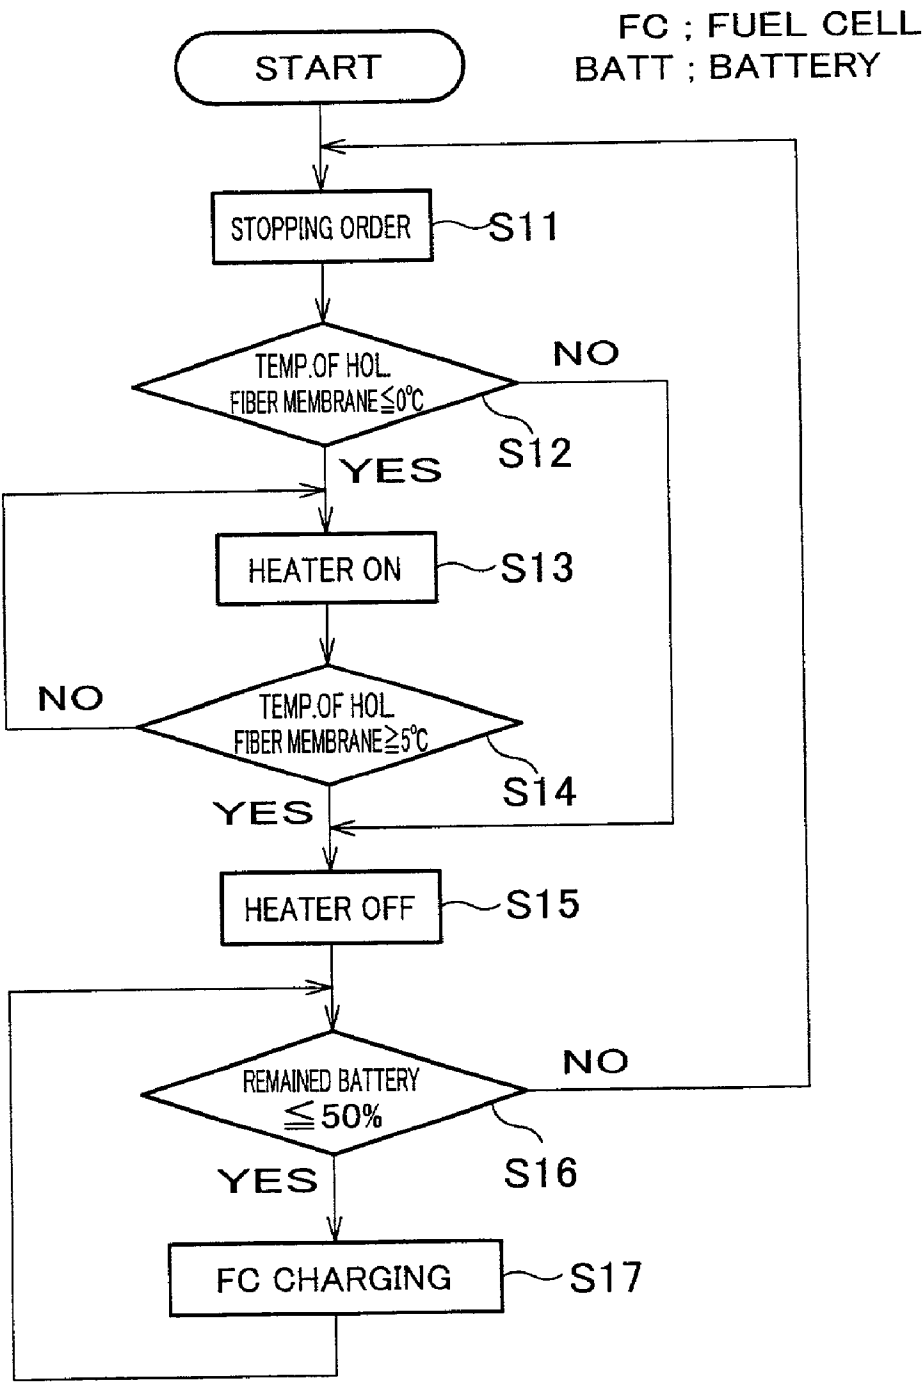 FC ; FUEL CELL
BATT ; BATTERY
START
STOPPING ORDER
S11
TEMP.OF HOL.
FIBER MEMBRANE≦0°C
NO
S12
YES
HEATER ON
S13
NO
TEMP.OF HOL.
FIBER MEMBRANE≧5°C
S14
YES
HEATER OFF
S15
REMAINED BATTERY
≦50%
NO
S16
YES
FC CHARGING
S17